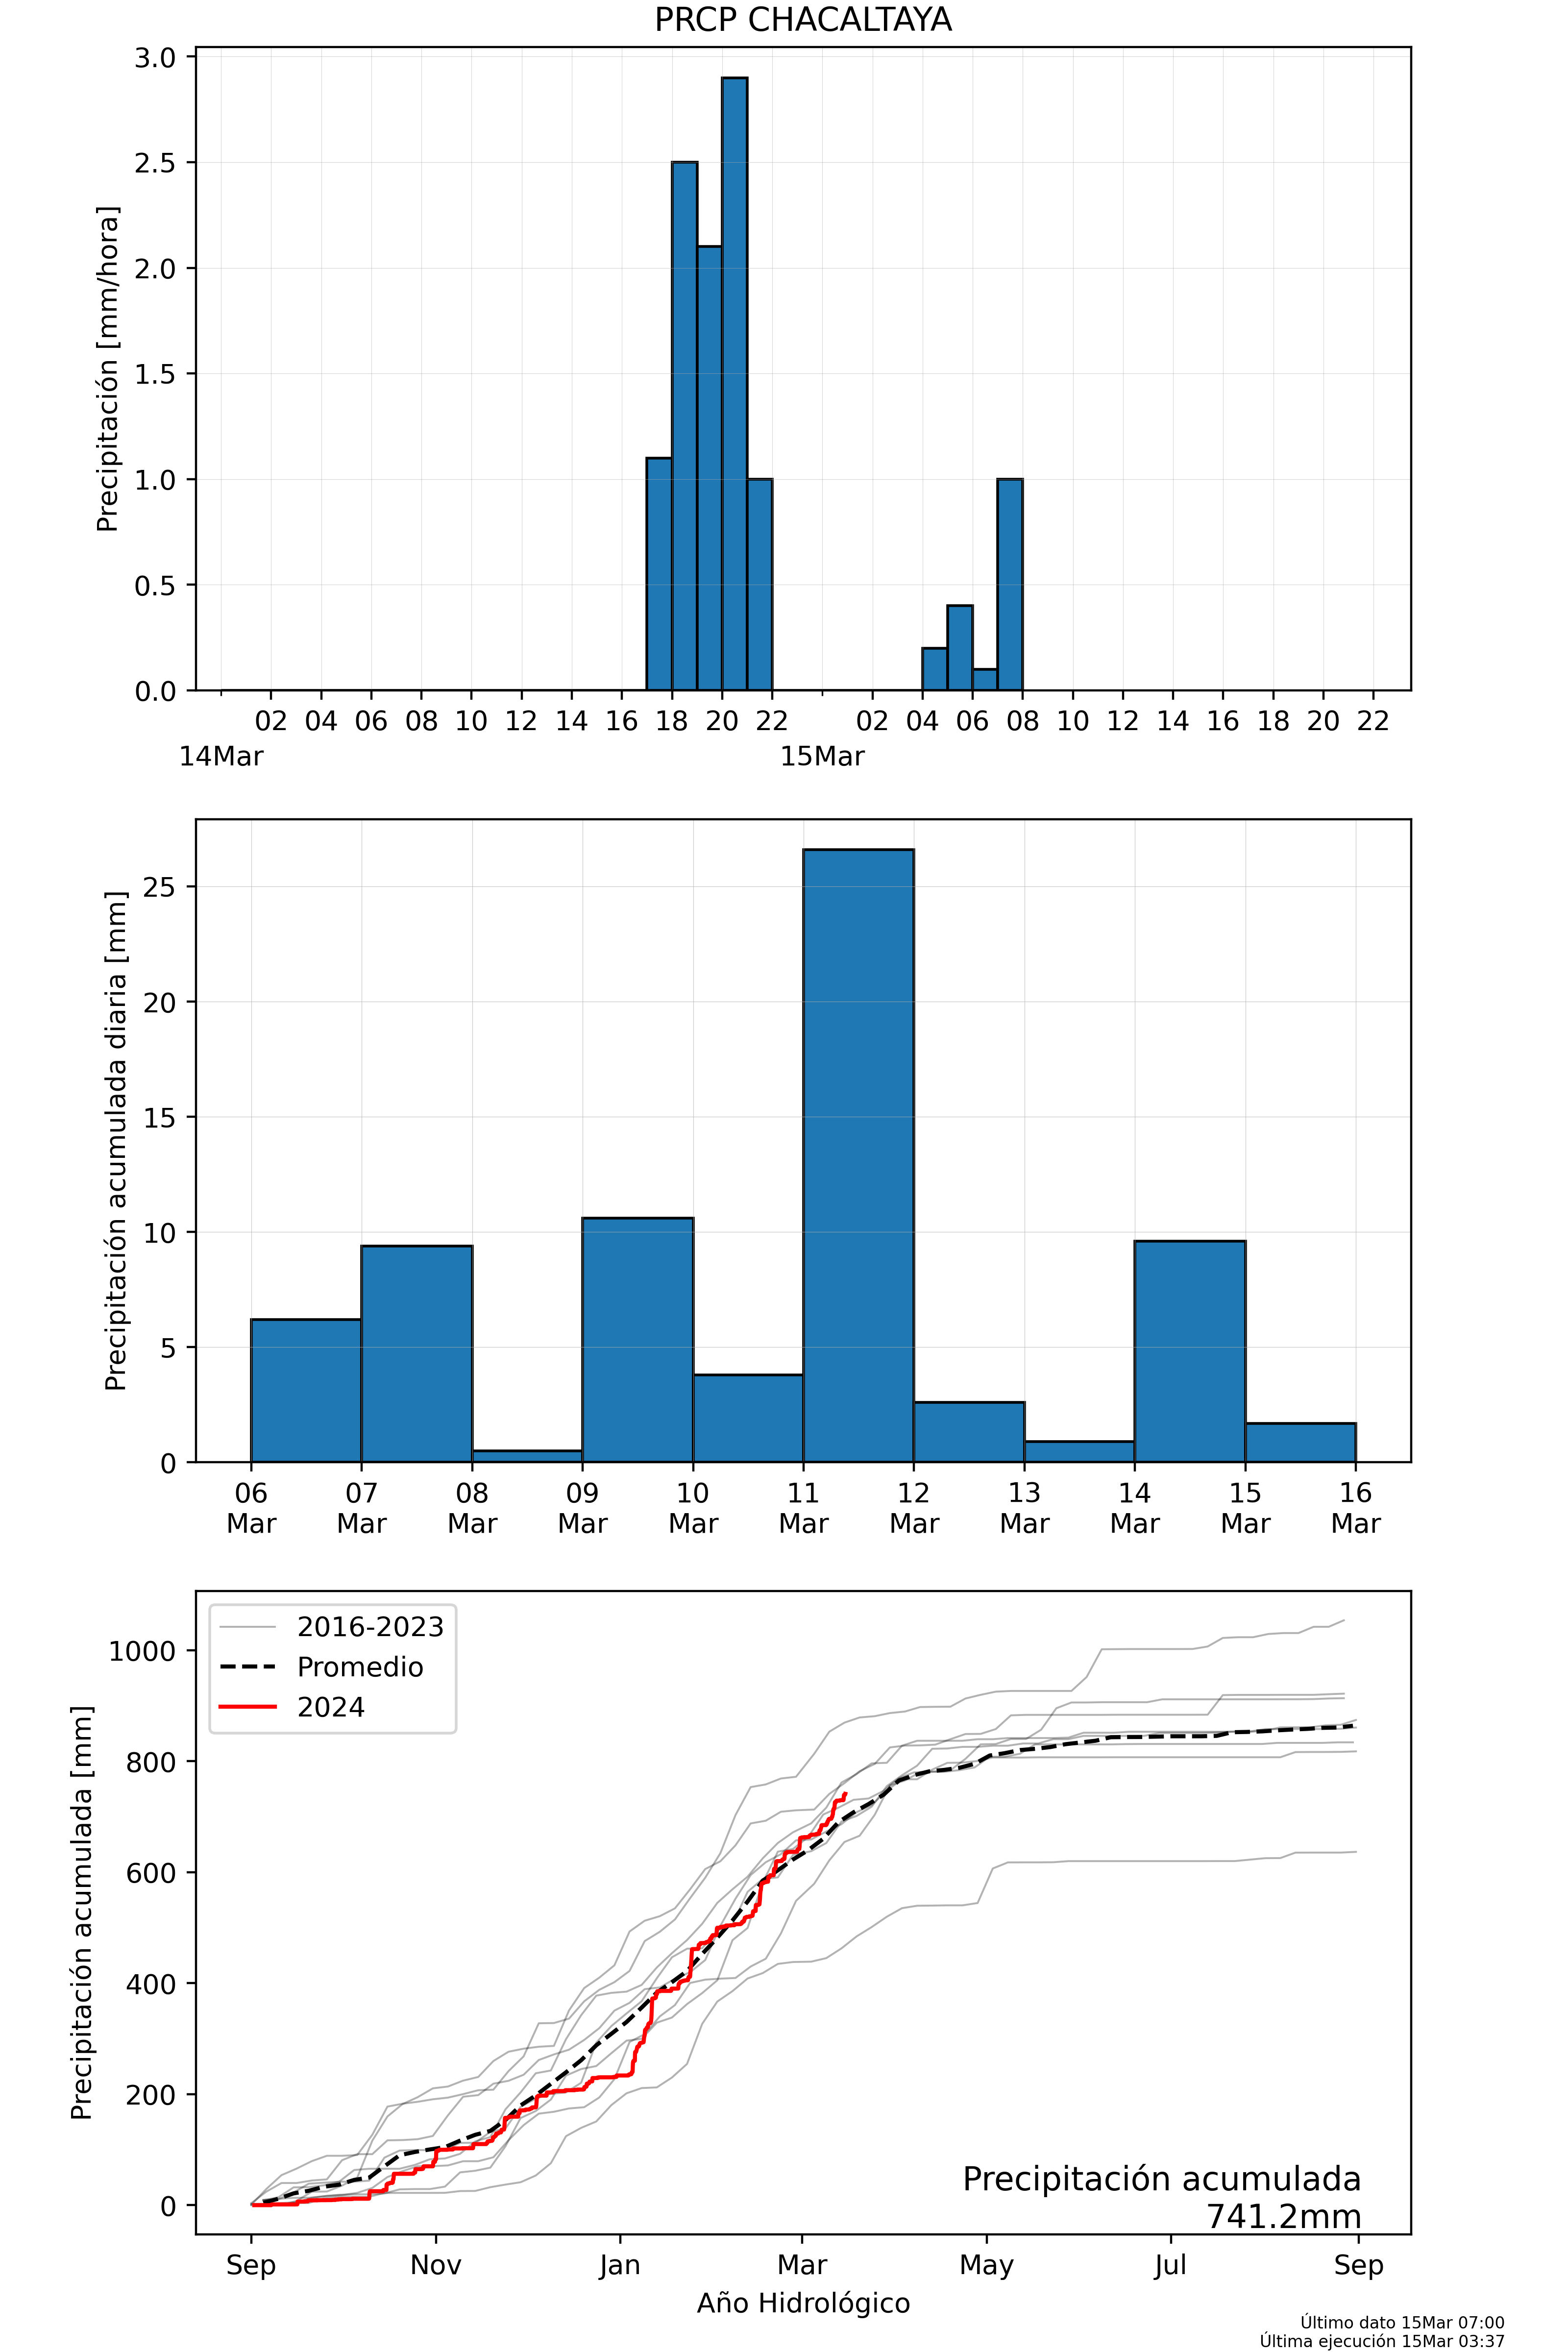 PRCP CHACALTAYA
3.0
2.5
2.0
1.5
1.0
0.5
0.0
Precipitación [mm/hora]
02 04 06 08 10 12 14 16 18 20 22 02 04 06 08 10 12 14 16 18 20 22
14Mar 15Mar
25
20
15
10
5
0
Precipitación acumulada diaria [mm]
06 07 08 09 10 11 12 13 14 15 16
Mar Mar Mar Mar Mar Mar Mar Mar Mar Mar Mar
2016-2023
Promedio
2024
1000
800
600
400
200
0
Precipitación acumulada [mm]
Precipitación acumulada
741.2mm
Sep Nov Jan Mar May Jul Sep
Año Hidrológico
Último dato 15Mar 07:00
Última ejecución 15Mar 03:37